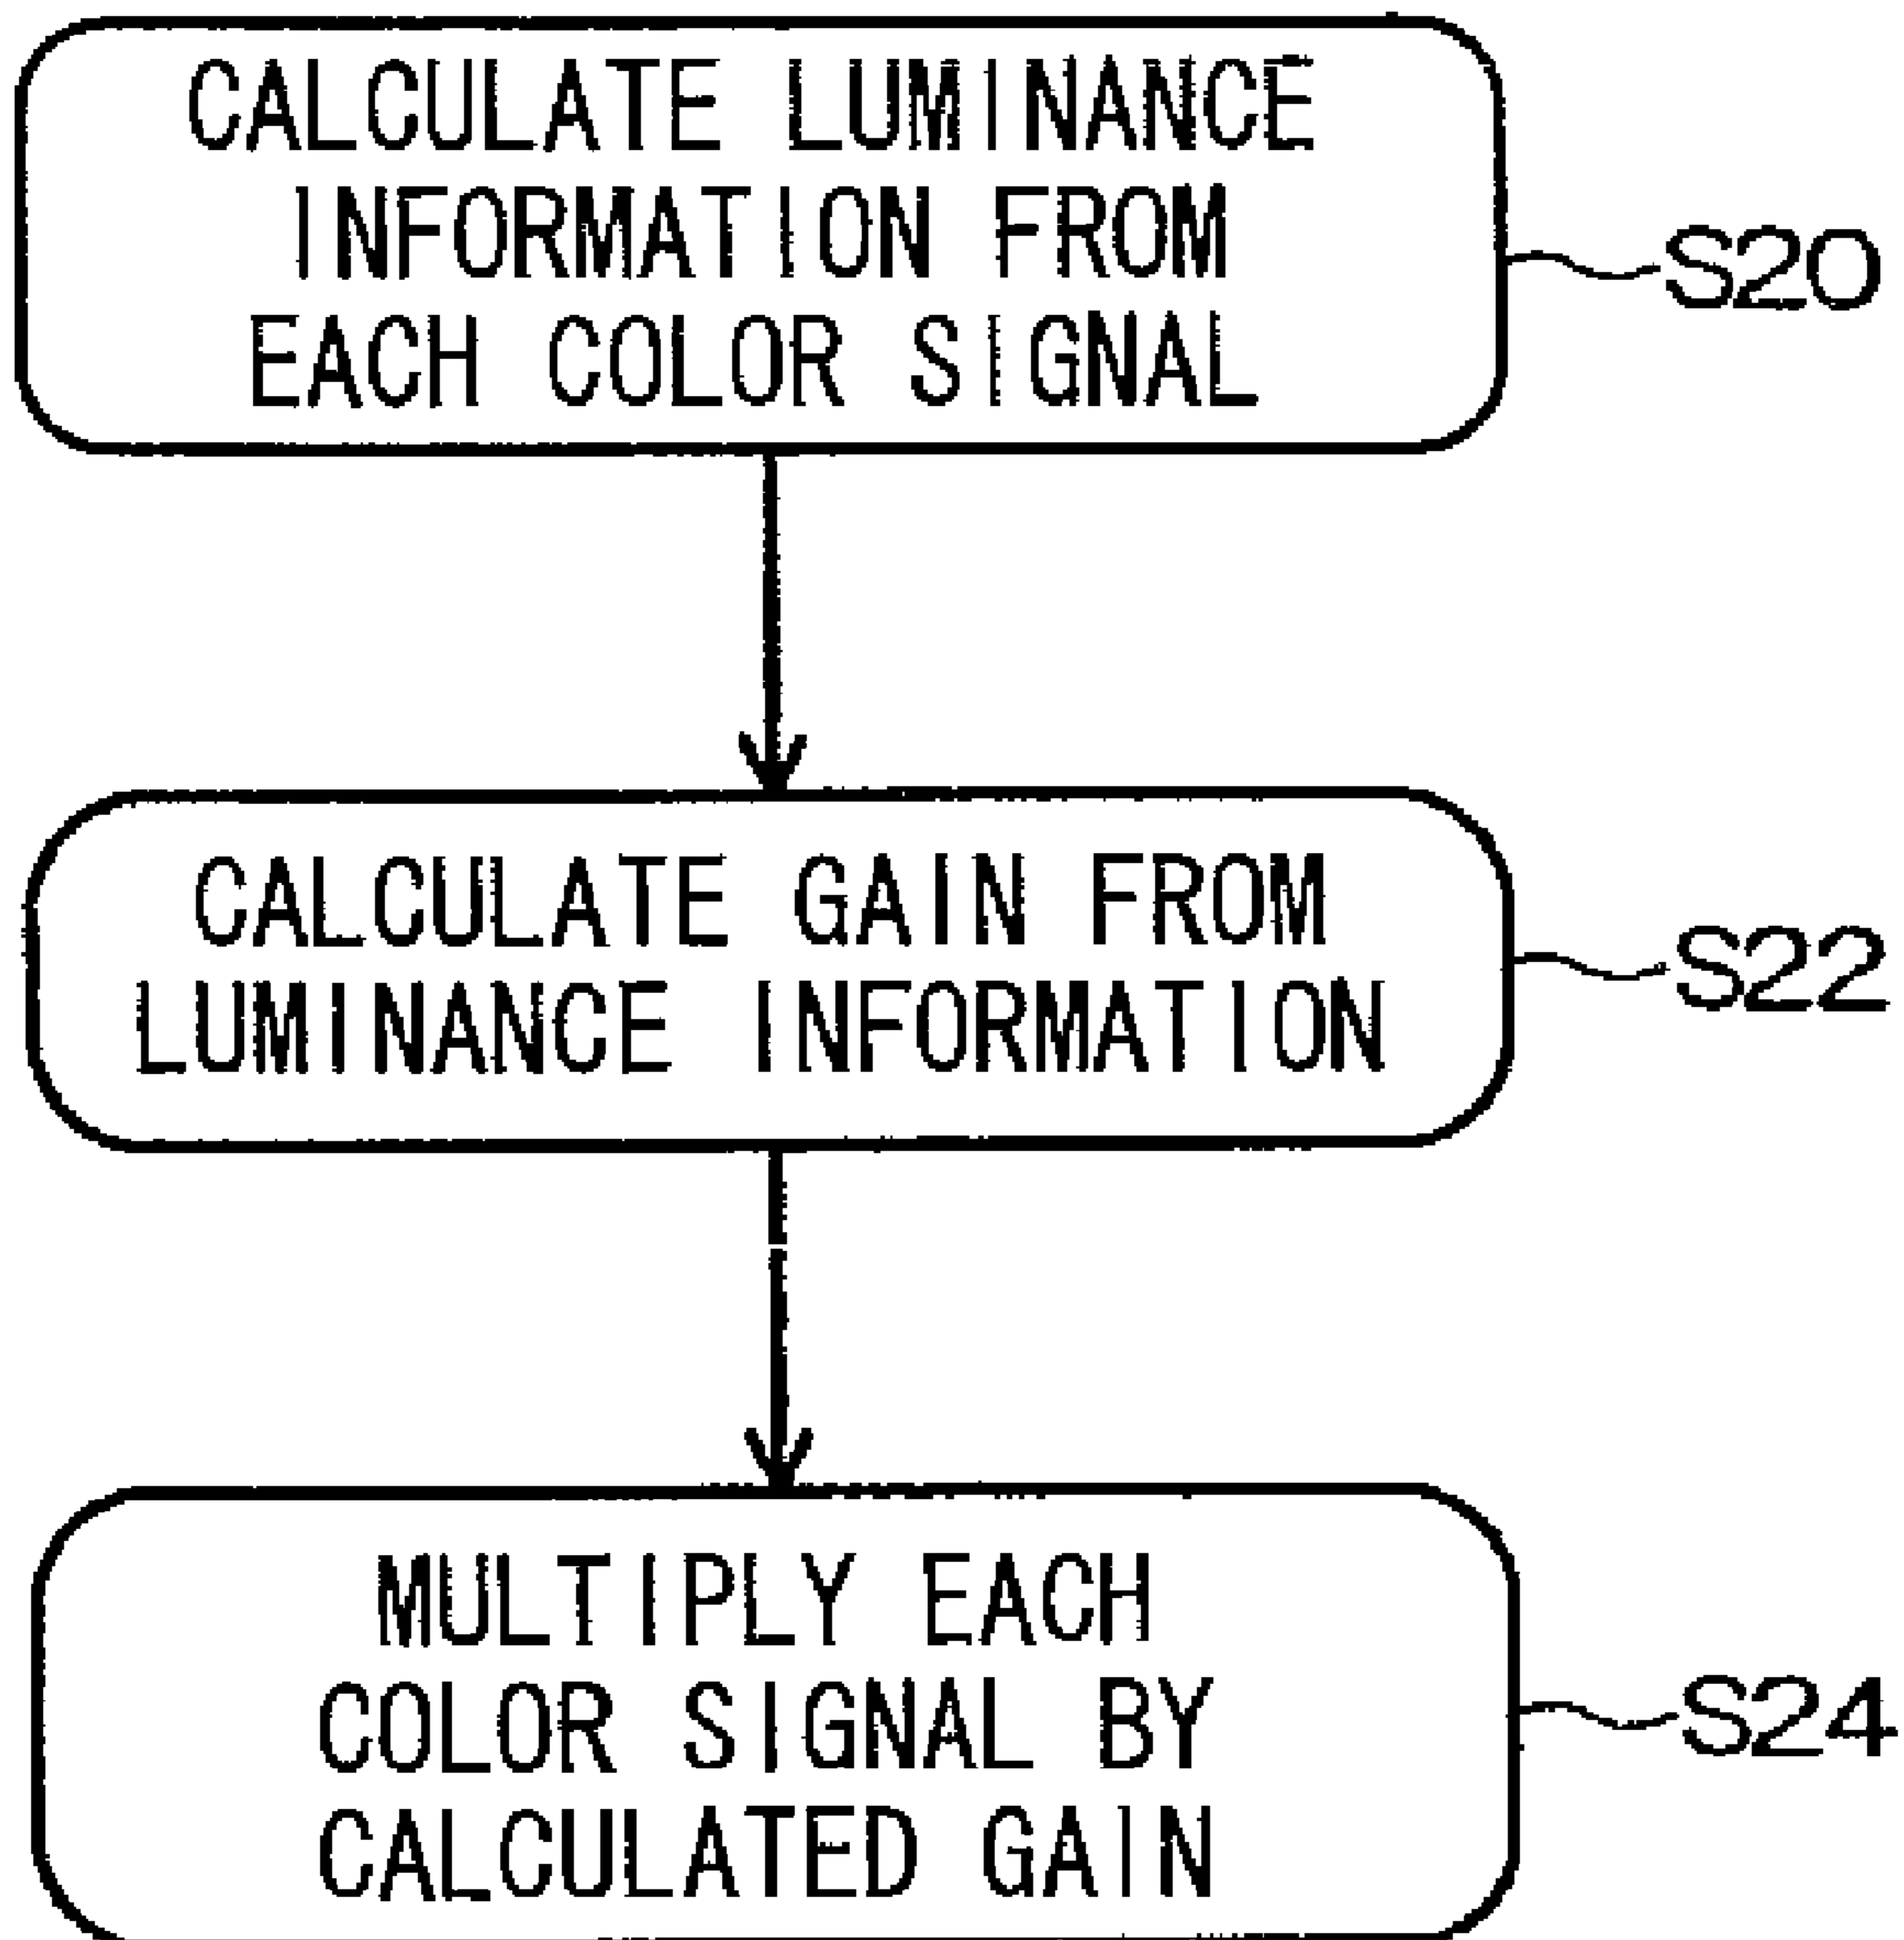 CALCULATE LUMINANCE
INFORMATION FROM
EACH COLOR SIGNAL
S20
CALCULATE GAIN FROM
LUMINANCE INFORMATION
S22
MULTIPLY EACH
COLOR SIGNAL BY
CALCULATED GAIN
S24